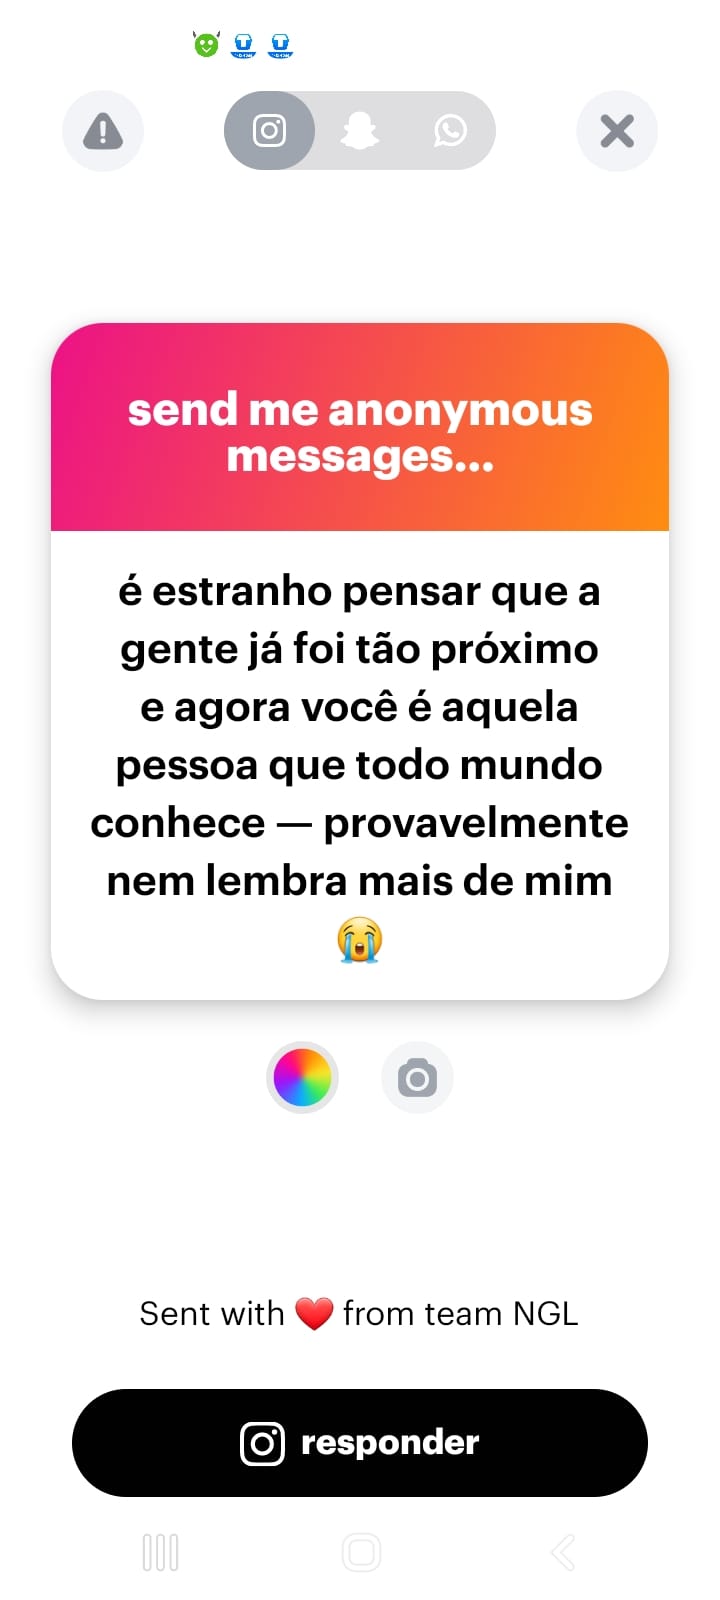 send me anonymous
messages...
é estranho pensar que a
gente já foi tão próximo
e agora você é aquela
pessoa que todo mundo
conhece — provavelmente
nem lembra mais de mim
😭
Sent with ❤️ from team NGL
responder